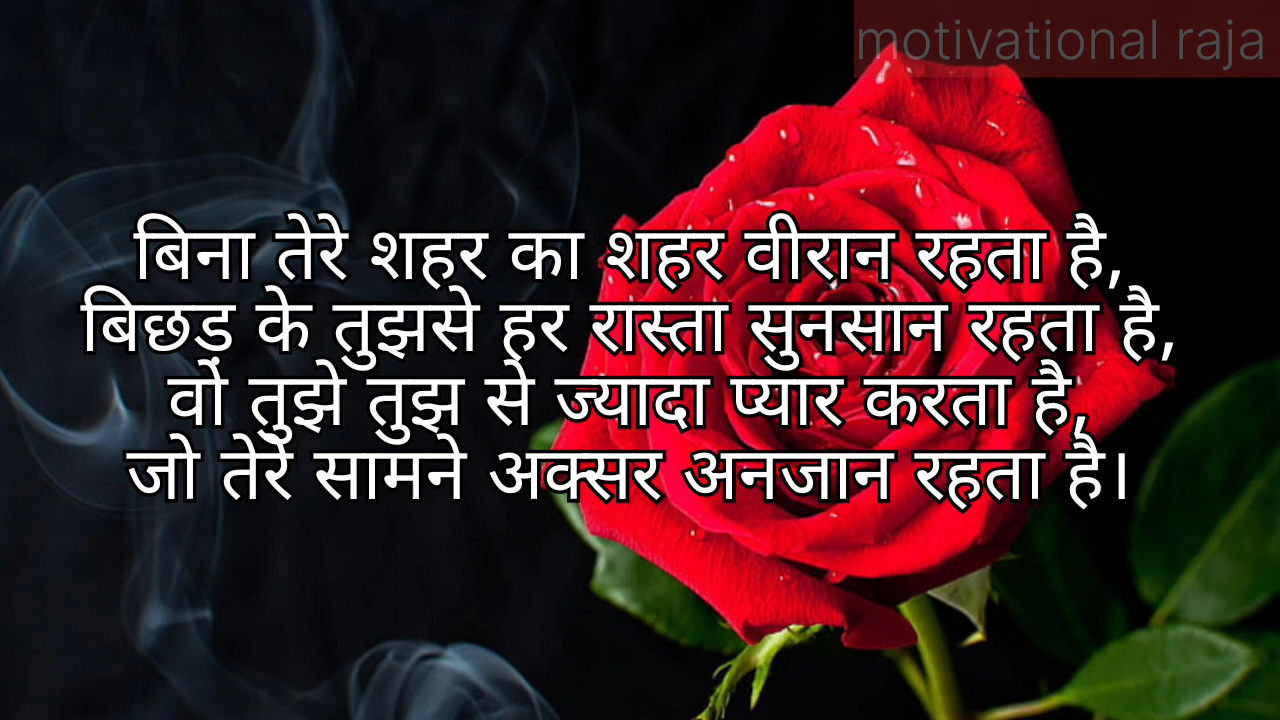 motivational raja
बिना तेरे शहर का शहर वीरान रहता है,
बिछड़ के तुझसे हर रास्ता सुनसान रहता है,
वो तुझे तुझ से ज्यादा प्यार करता है,
जो तेरे सामने अक्सर अनजान रहता है।